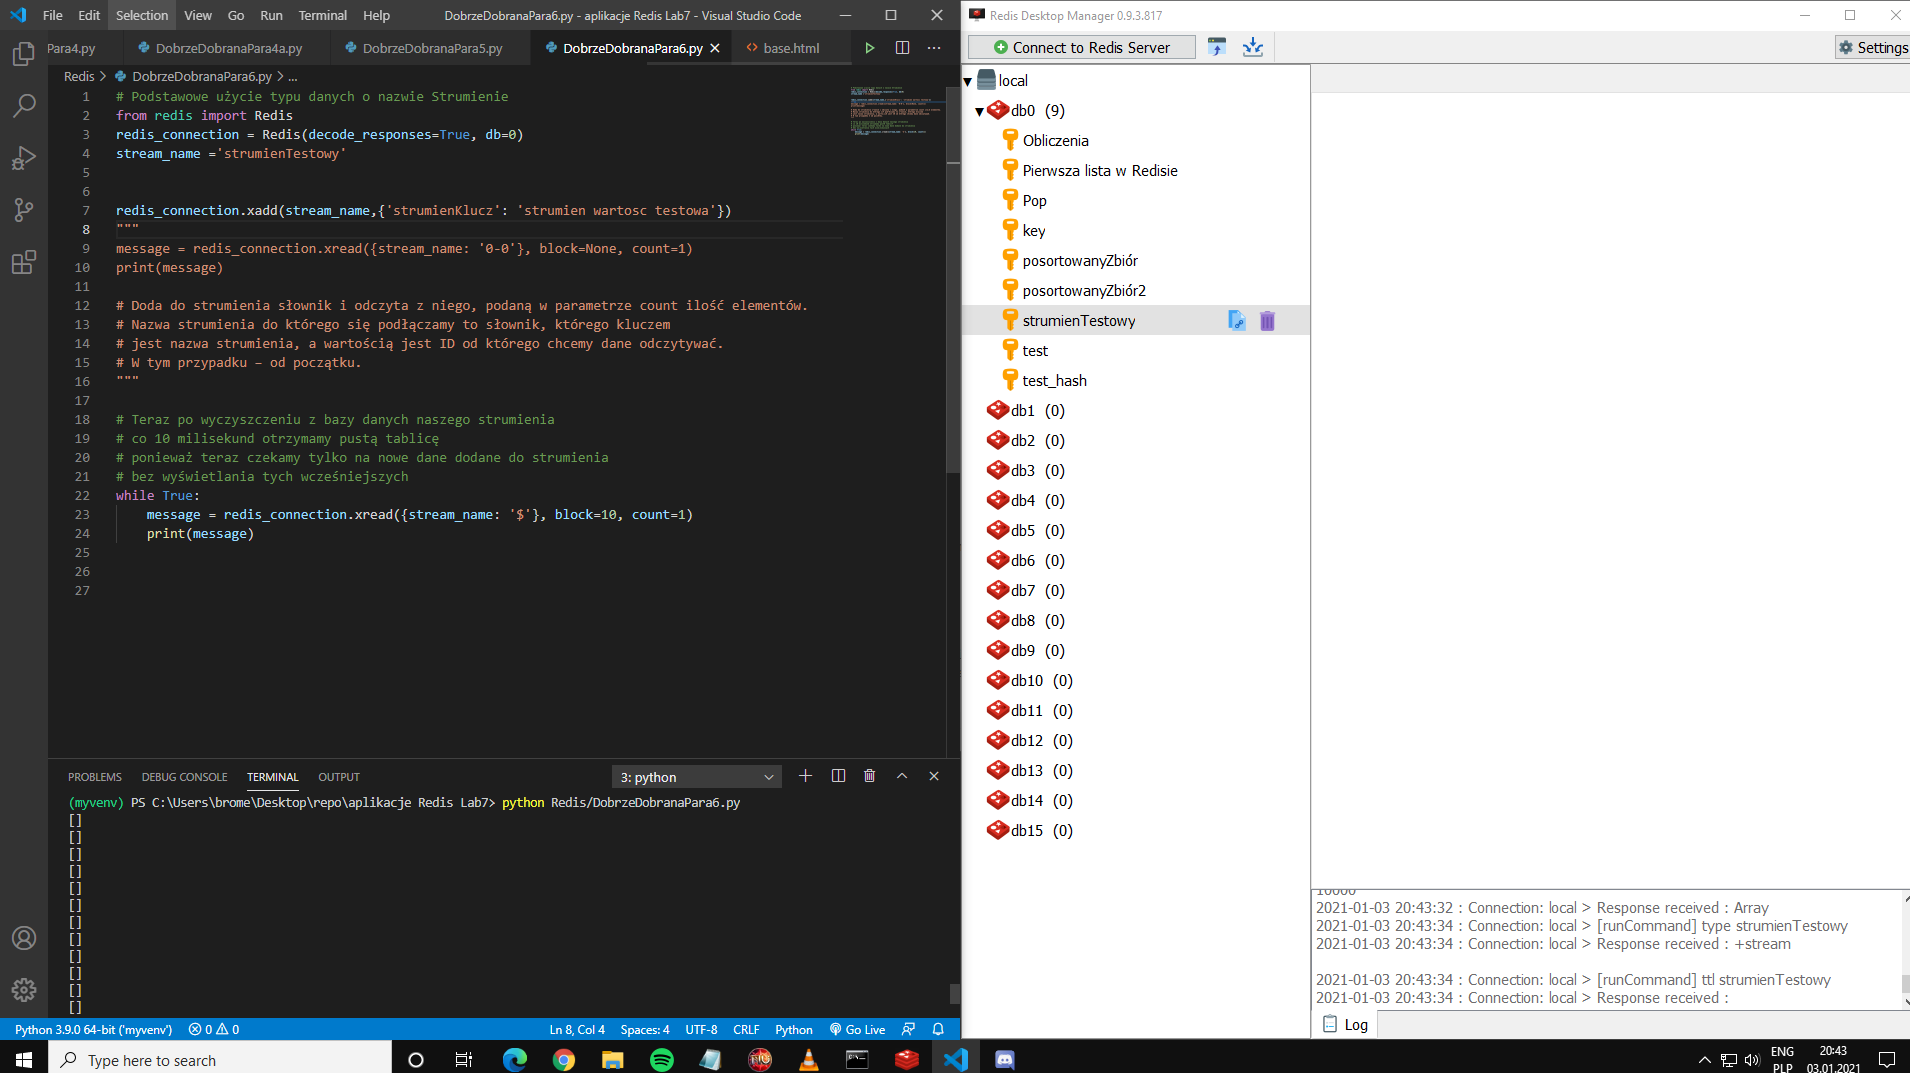 File Edit Selection View Go Run Terminal Help DobrzeDobranaPara6.py - aplikacje Redis Lab7 - Visual Studio Code
Para4.py DobrzeDobranaPara4a.py DobrzeDobranaPara5.py DobrzeDobranaPara6.py base.html
Redis > DobrzeDobranaPara6.py > ...
1 # Podstawowe użycie typu danych o nazwie Strumienie
2 from redis import Redis
3 redis_connection = Redis(decode_responses=True, db=0)
4 stream_name ='strumienTestowy'
5
6
7 redis_connection.xadd(stream_name,{'strumienKlucz': 'strumien wartosc testowa'})
8 """
9 message = redis_connection.xread({stream_name: '0-0'}, block=None, count=1)
10 print(message)
11
12 # Doda do strumienia słownik i odczyta z niego, podaną w parametrze count ilość elementów.
13 # Nazwa strumienia do którego się podłączamy to słownik, którego kluczem
14 # jest nazwa strumienia, a wartością jest ID od którego chcemy dane odczytywać.
15 # W tym przypadku – od początku.
16 """
17
18 # Teraz po wyczyszczeniu z bazy danych naszego strumienia
19 # co 10 milisekund otrzymamy pustą tablicę
20 # ponieważ teraz czekamy tylko na nowe dane dodane do strumienia
21 # bez wyświetlania tych wcześniejszych
22 while True:
23 message = redis_connection.xread({stream_name: '$'}, block=10, count=1)
24 print(message)
25
26
27
PROBLEMS DEBUG CONSOLE TERMINAL OUTPUT 3: python
(myvenv) PS C:\Users\brome\Desktop\repo\aplikacje Redis Lab7> python Redis/DobrzeDobranaPara6.py
[]
[]
[]
[]
[]
[]
[]
[]
[]
[]
[]
[]
Python 3.9.0 64-bit ('myvenv') 0 0 Ln 8, Col 4 Spaces: 4 UTF-8 CRLF Python Go Live
Redis Desktop Manager 0.9.3.817
Connect to Redis Server Settings
local
db0 (9)
Obliczenia
Pierwsza lista w Redisie
Pop
key
posortowanyZbiór
posortowanyZbiór2
strumienTestowy
test
test_hash
db1 (0)
db2 (0)
db3 (0)
db4 (0)
db5 (0)
db6 (0)
db7 (0)
db8 (0)
db9 (0)
db10 (0)
db11 (0)
db12 (0)
db13 (0)
db14 (0)
db15 (0)
10000
2021-01-03 20:43:32 : Connection: local > Response received : Array
2021-01-03 20:43:34 : Connection: local > [runCommand] type strumienTestowy
2021-01-03 20:43:34 : Connection: local > Response received : +stream
2021-01-03 20:43:34 : Connection: local > [runCommand] ttl strumienTestowy
2021-01-03 20:43:34 : Connection: local > Response received :
Log
Type here to search
ENG
PLP
20:43
03.01.2021